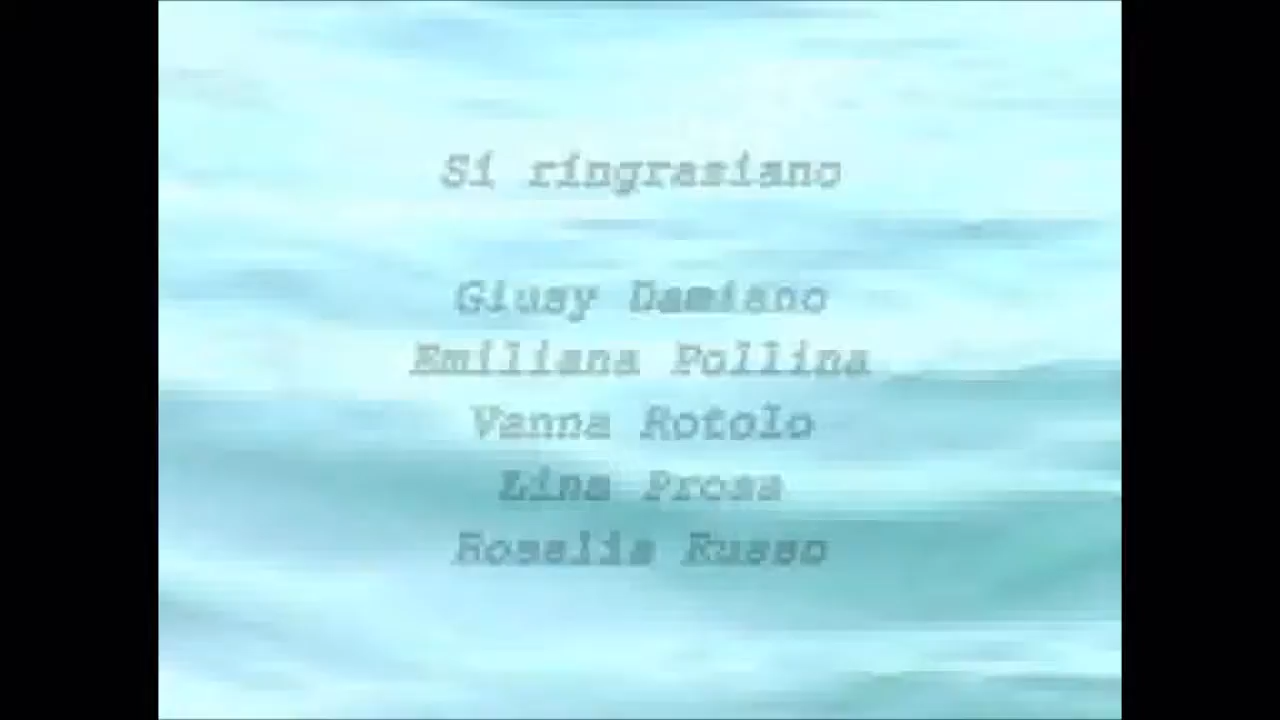 Si ringraziano
Giusy Damiano
Emiliana Pollina
Vanna Rotolo
Lina Prosa
Rosalia Russo